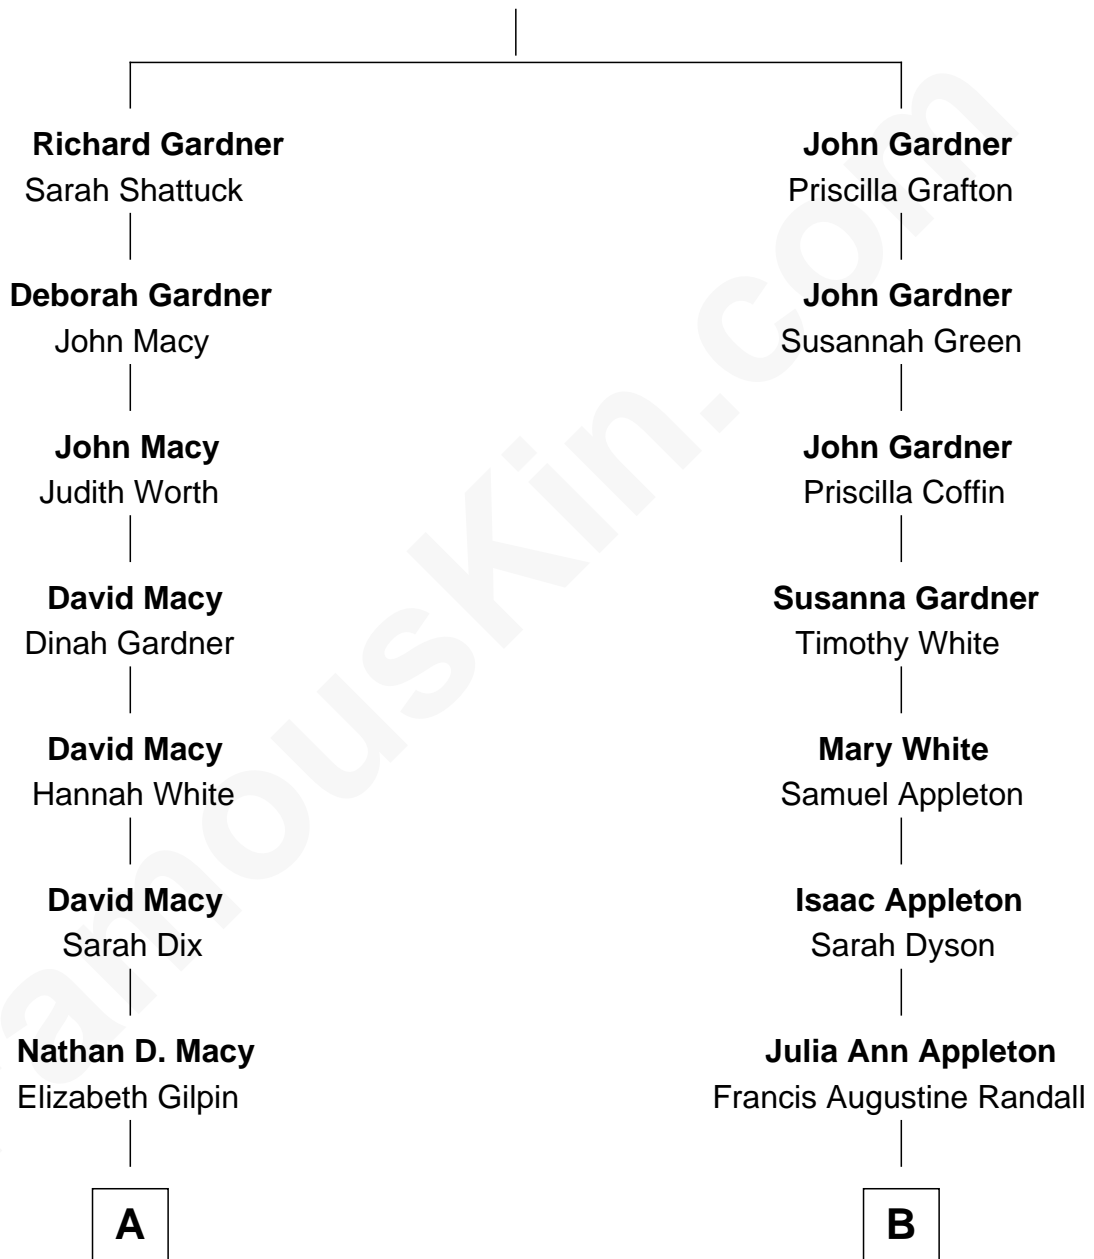 Richard Gardner
Sarah Shattuck
Deborah Gardner
John Macy
John Macy
Judith Worth
David Macy
Dinah Gardner
David Macy
Hannah White
David Macy
Sarah Dix
Nathan D. Macy
Elizabeth Gilpin
A
John Gardner
Priscilla Grafton
John Gardner
Susannah Green
John Gardner
Priscilla Coffin
Susanna Gardner
Timothy White
Mary White
Samuel Appleton
Isaac Appleton
Sarah Dyson
Julia Ann Appleton
Francis Augustine Randall
B
amousKin.com